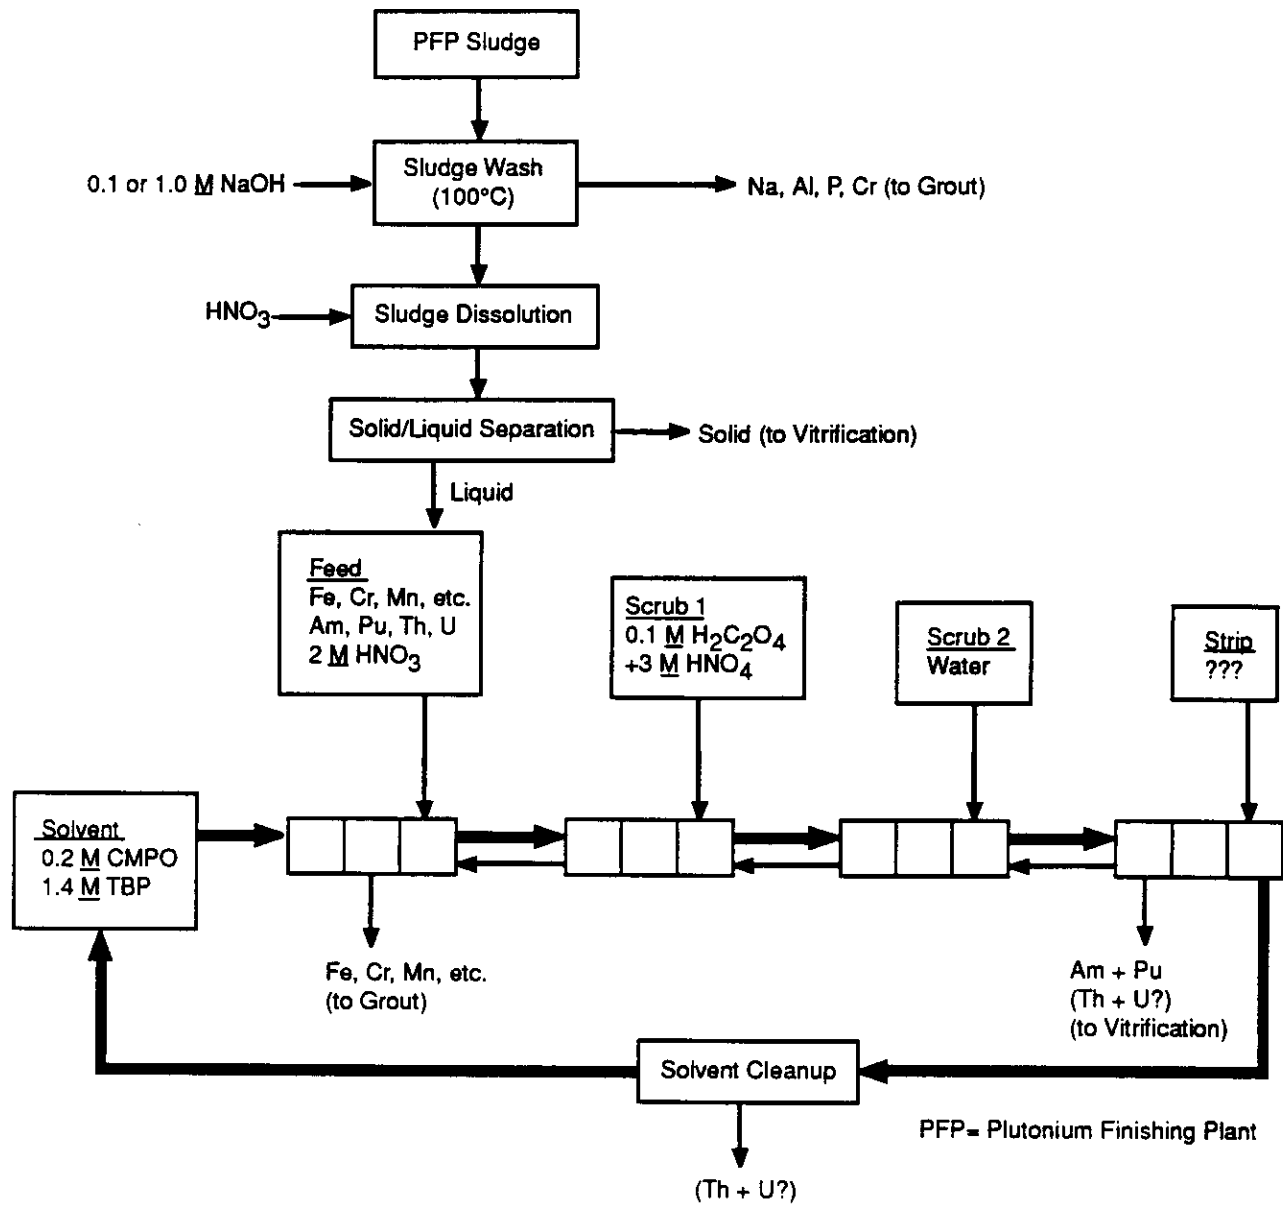 PFP Sludge
Sludge Wash
(100°C)
0.1 or 1.0 M NaOH
Na, Al, P, Cr (to Grout)
HNO3
Sludge Dissolution
Solid/Liquid Separation
Solid (to Vitrification)
Liquid
Feed
Fe, Cr, Mn, etc.
Am, Pu, Th, U
2 M HNO3
Scrub 1
0.1 M H2C2O4
+3 M HNO4
Scrub 2
Water
Strip
???
Solvent
0.2 M CMPO
1.4 M TBP
Fe, Cr, Mn, etc.
(to Grout)
Am + Pu
(Th + U?)
(to Vitrification)
Solvent Cleanup
PFP= Plutonium Finishing Plant
(Th + U?)